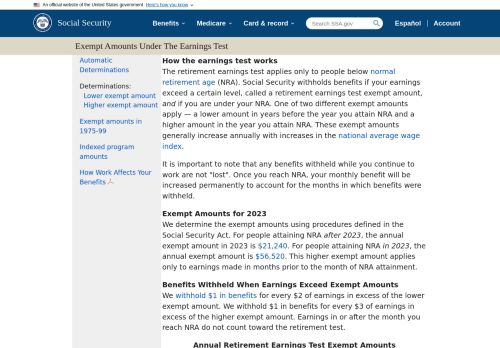 An official website of the United States government Here's how you know
Social Security
Benefits Medicare Card & record Search SSA.gov Español Account
Exempt Amounts Under The Earnings Test
Automatic
Determinations
Determinations:
Lower exempt amount
Higher exempt amount
Exempt amounts in
1975-99
Indexed program
amounts
How Work Affects Your
Benefits
How the earnings test works
The retirement earnings test applies only to people below normal
retirement age (NRA). Social Security withholds benefits if your earnings
exceed a certain level, called a retirement earnings test exempt amount,
and if you are under your NRA. One of two different exempt amounts
apply — a lower amount in years before the year you attain NRA and a
higher amount in the year you attain NRA. These exempt amounts
generally increase annually with increases in the national average wage
index.
It is important to note that any benefits withheld while you continue to
work are not "lost". Once you reach NRA, your monthly benefit will be
increased permanently to account for the months in which benefits were
withheld.
Exempt Amounts for 2023
We determine the exempt amounts using procedures defined in the
Social Security Act. For people attaining NRA after 2023, the annual
exempt amount in 2023 is $21,240. For people attaining NRA in 2023, the
annual exempt amount is $56,520. This higher exempt amount applies
only to earnings made in months prior to the month of NRA attainment.
Benefits Withheld When Earnings Exceed Exempt Amounts
We withhold $1 in benefits for every $2 of earnings in excess of the lower
exempt amount. We withhold $1 in benefits for every $3 of earnings in
excess of the higher exempt amount. Earnings in or after the month you
reach NRA do not count toward the retirement test.
Annual Retirement Earnings Test Exempt Amounts